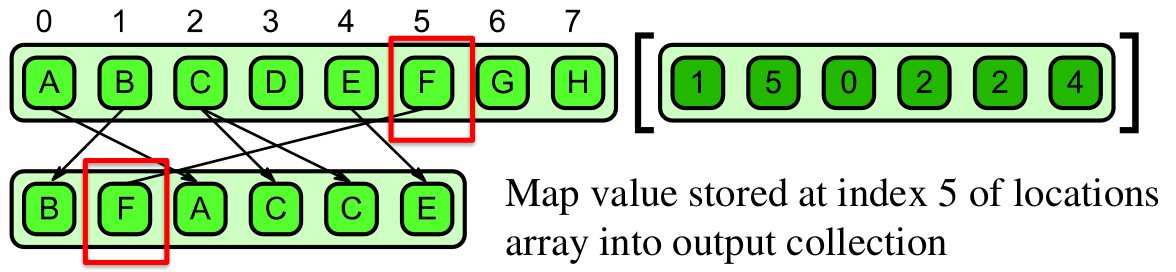 0 1 2 3 4 5 6 7
A B C D E F G H [ 1 5 0 2 2 4 ]
B F A C C E
Map value stored at index 5 of locations
array into output collection